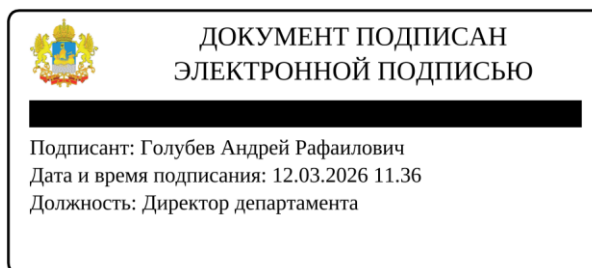 ДОКУМЕНТ ПОДПИСАН
ЭЛЕКТРОННОЙ ПОДПИСЬЮ
Подписант: Голубев Андрей Рафаилович
Дата и время подписания: 12.03.2026 11.36
Должность: Директор департамента